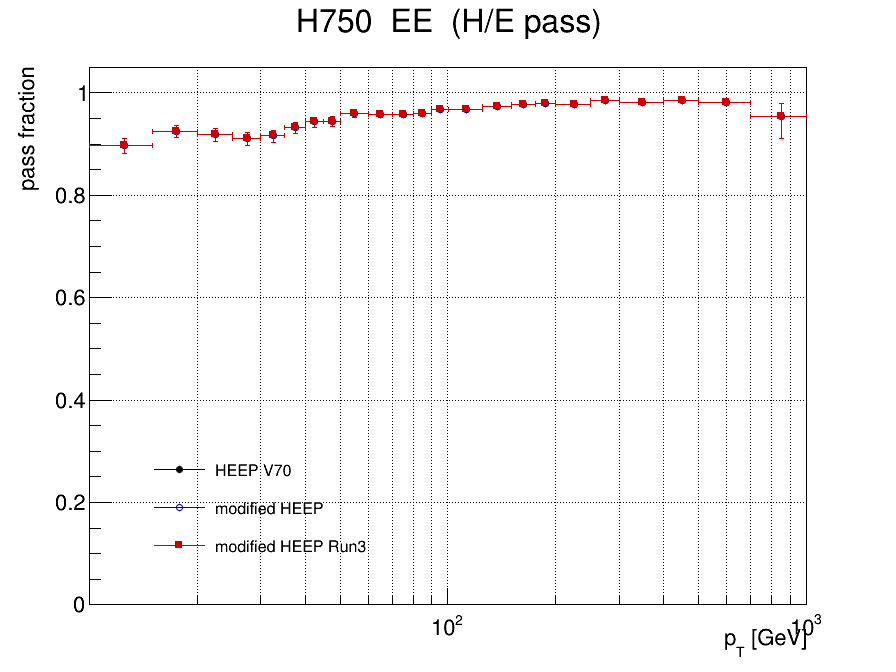 H750 EE (H/E pass)
pass fraction
1
0.8
0.6
0.4
0.2
0
HEEP V70
modified HEEP
modified HEEP Run3
10²
10³
p_T [GeV]